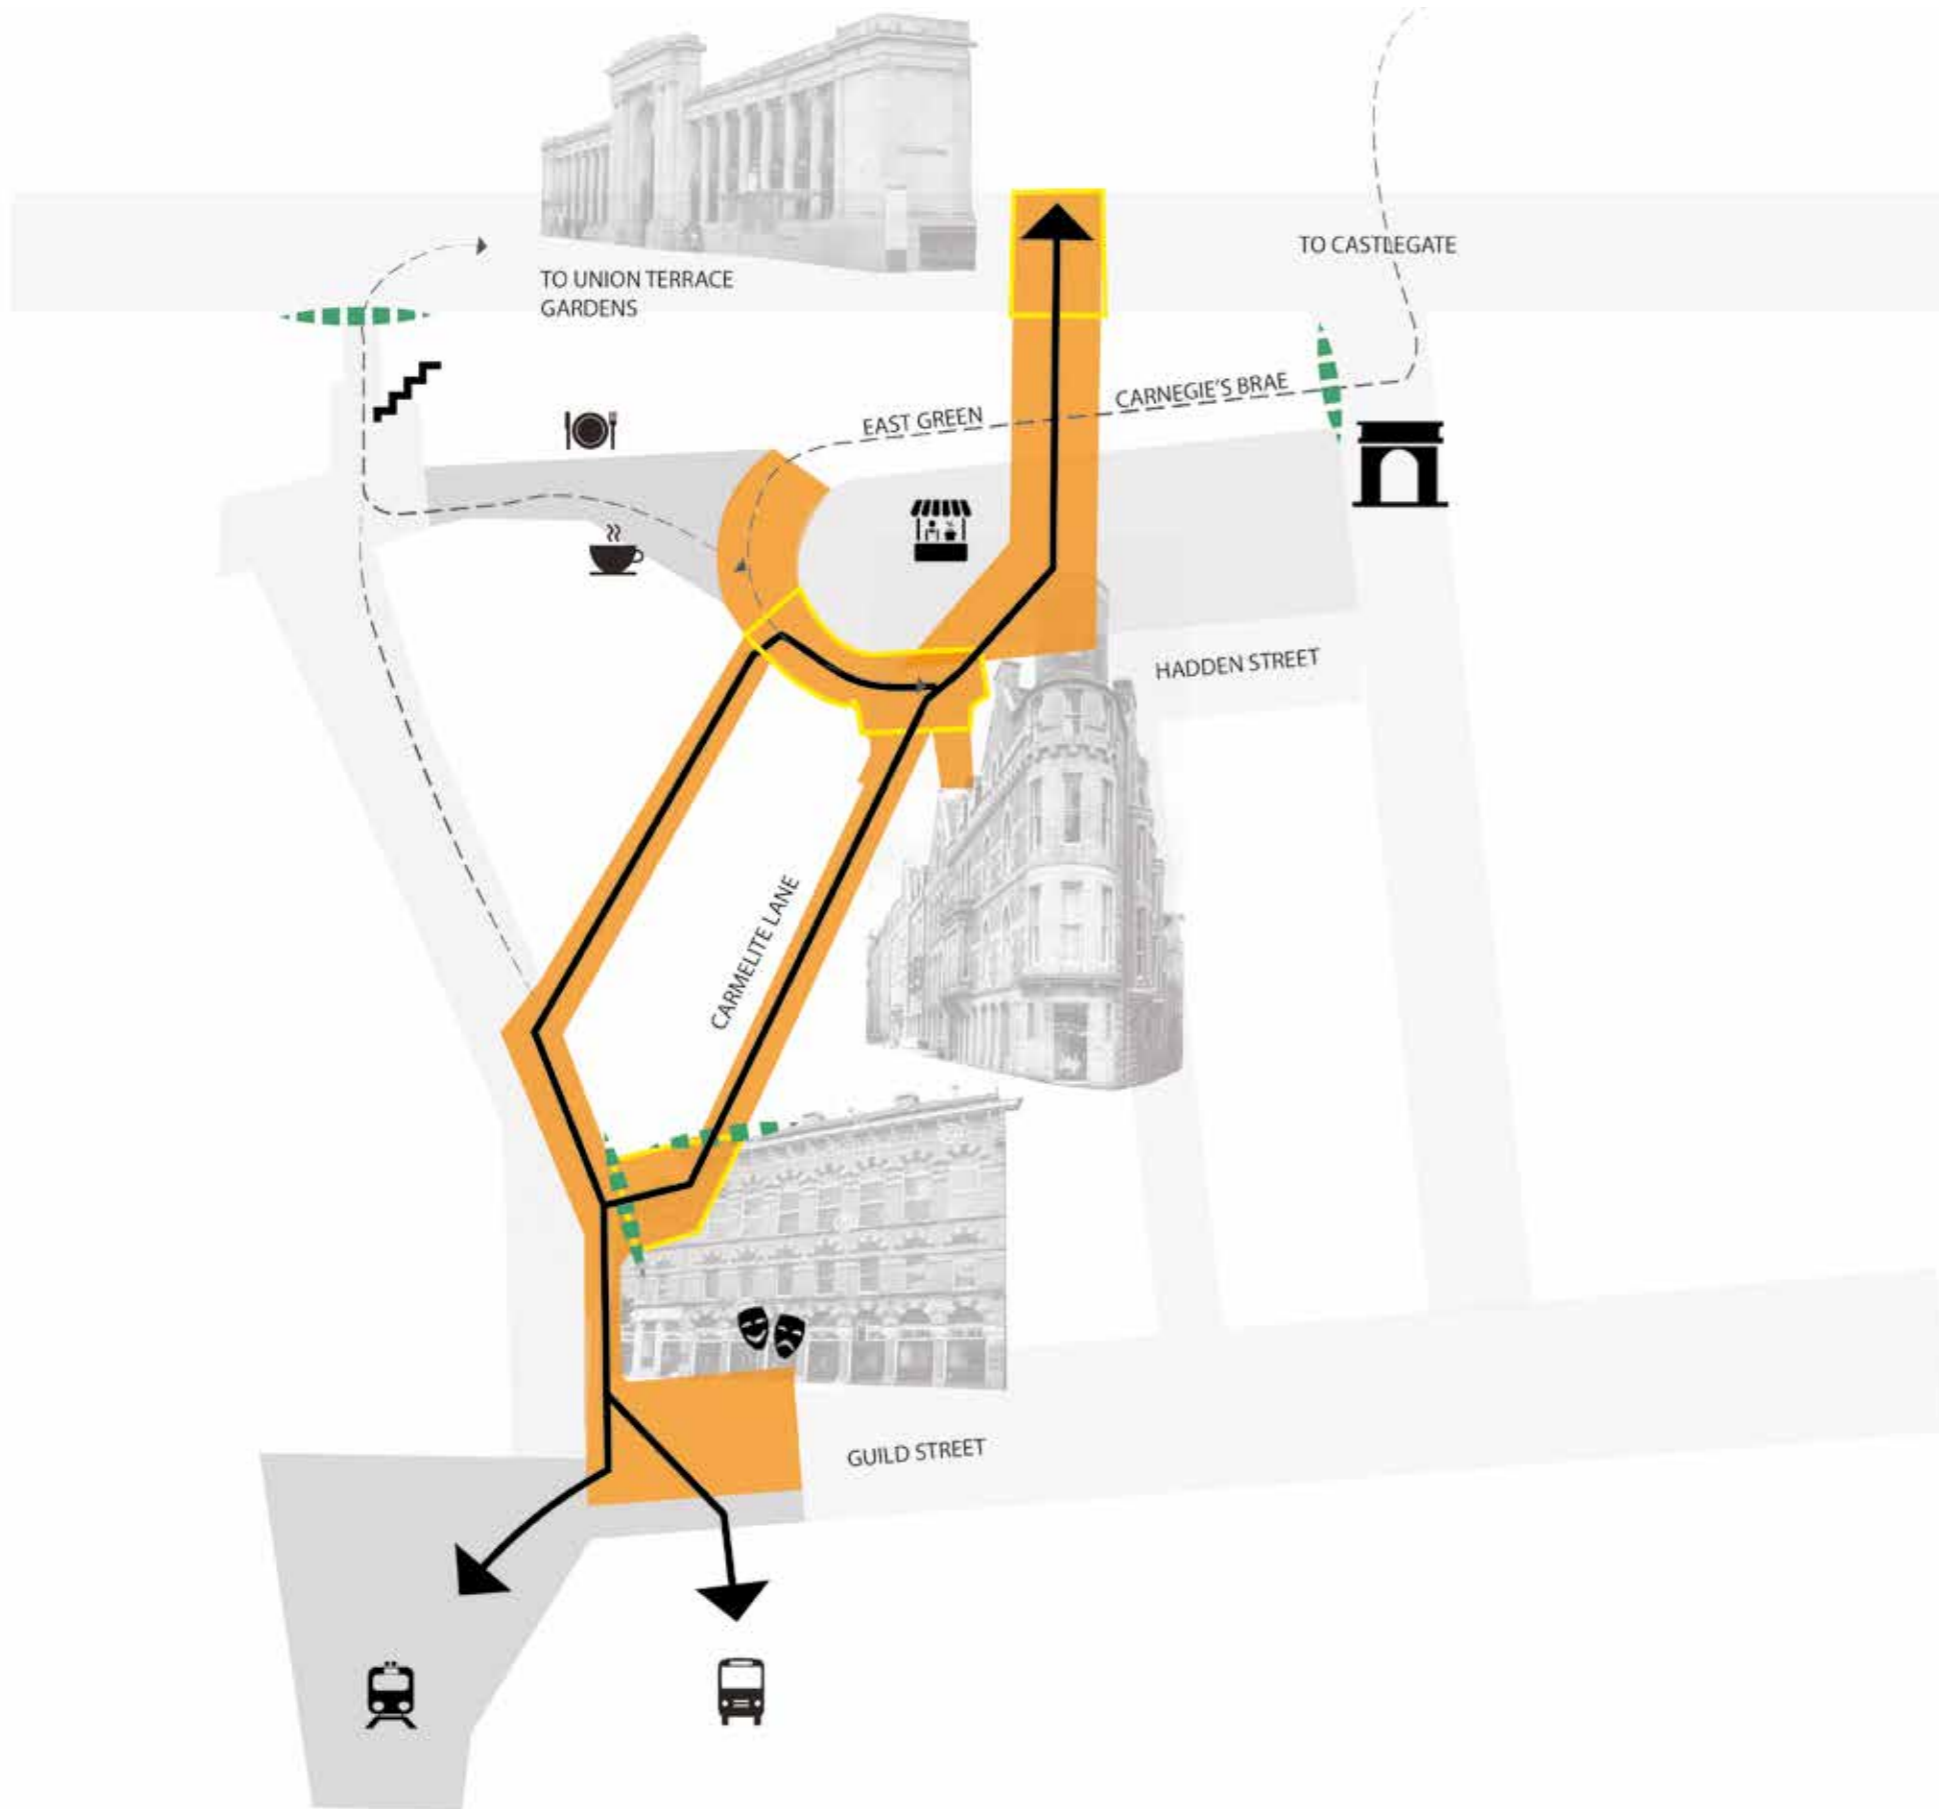 TO CASTLEGATE
TO UNION TERRACE
GARDENS
CARNEGIE'S BRAE
EAST GREEN
HADDEN STREET
CARMELITE LANE
GUILD STREET